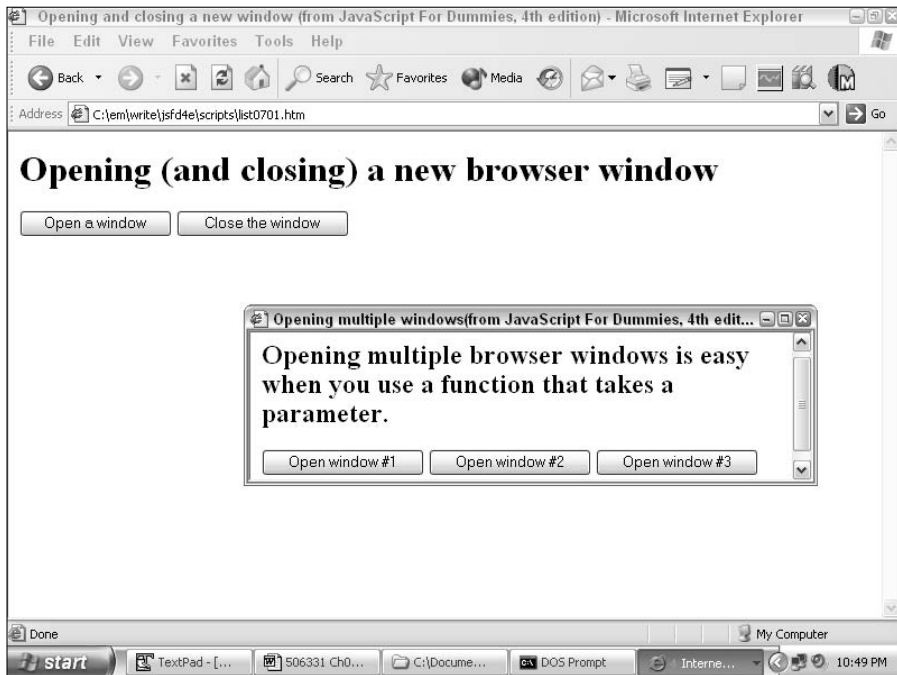 Opening and closing a new window (from JavaScript For Dummies, 4th edition) - Microsoft Internet Explorer
File Edit View Favorites Tools Help
Back Search Favorites Media
Address C:\em\write\jsfd4e\scripts\list0701.htm Go
Opening (and closing) a new browser window
Open a window Close the window
Opening multiple windows(from JavaScript For Dummies, 4th edit...
Opening multiple browser windows is easy
when you use a function that takes a
parameter.
Open window #1 Open window #2 Open window #3
Done My Computer
start TextPad - [... 506331 Ch0... C:\Docume... DOS Prompt Interne... 10:49 PM